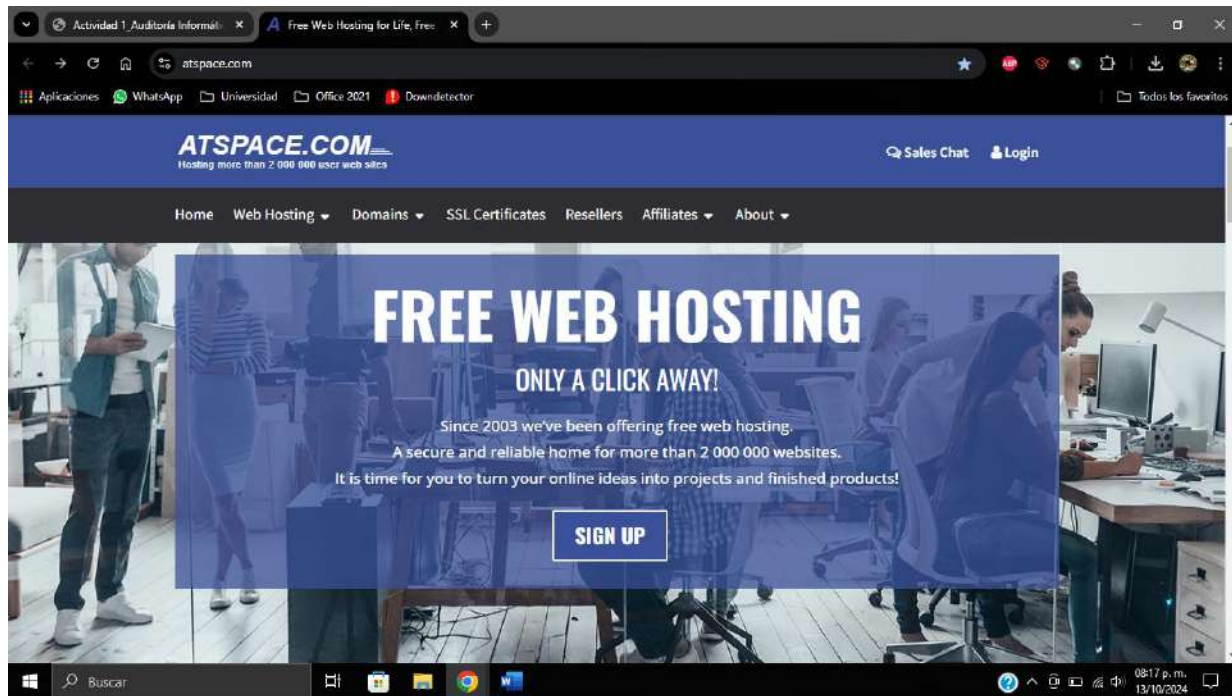 Actividad 1_Auditoría Informáti
Free Web Hosting for Life, Free
atspace.com
ABP
Aplicaciones
WhatsApp
Universidad
Office 2021
Downdetector
Todos los favoritos
ATSPACE.COM
Hosting more than 2 000 000 user web sites
Sales Chat
Login
Home
Web Hosting
Domains
SSL Certificates
Resellers
Affiliates
About
FREE WEB HOSTING
ONLY A CLICK AWAY!
Since 2003 we've been offering free web hosting.
A secure and reliable home for more than 2 000 000 websites.
It is time for you to turn your online ideas into projects and finished products!
SIGN UP
Buscar
08:17 p. m.
13/10/2024